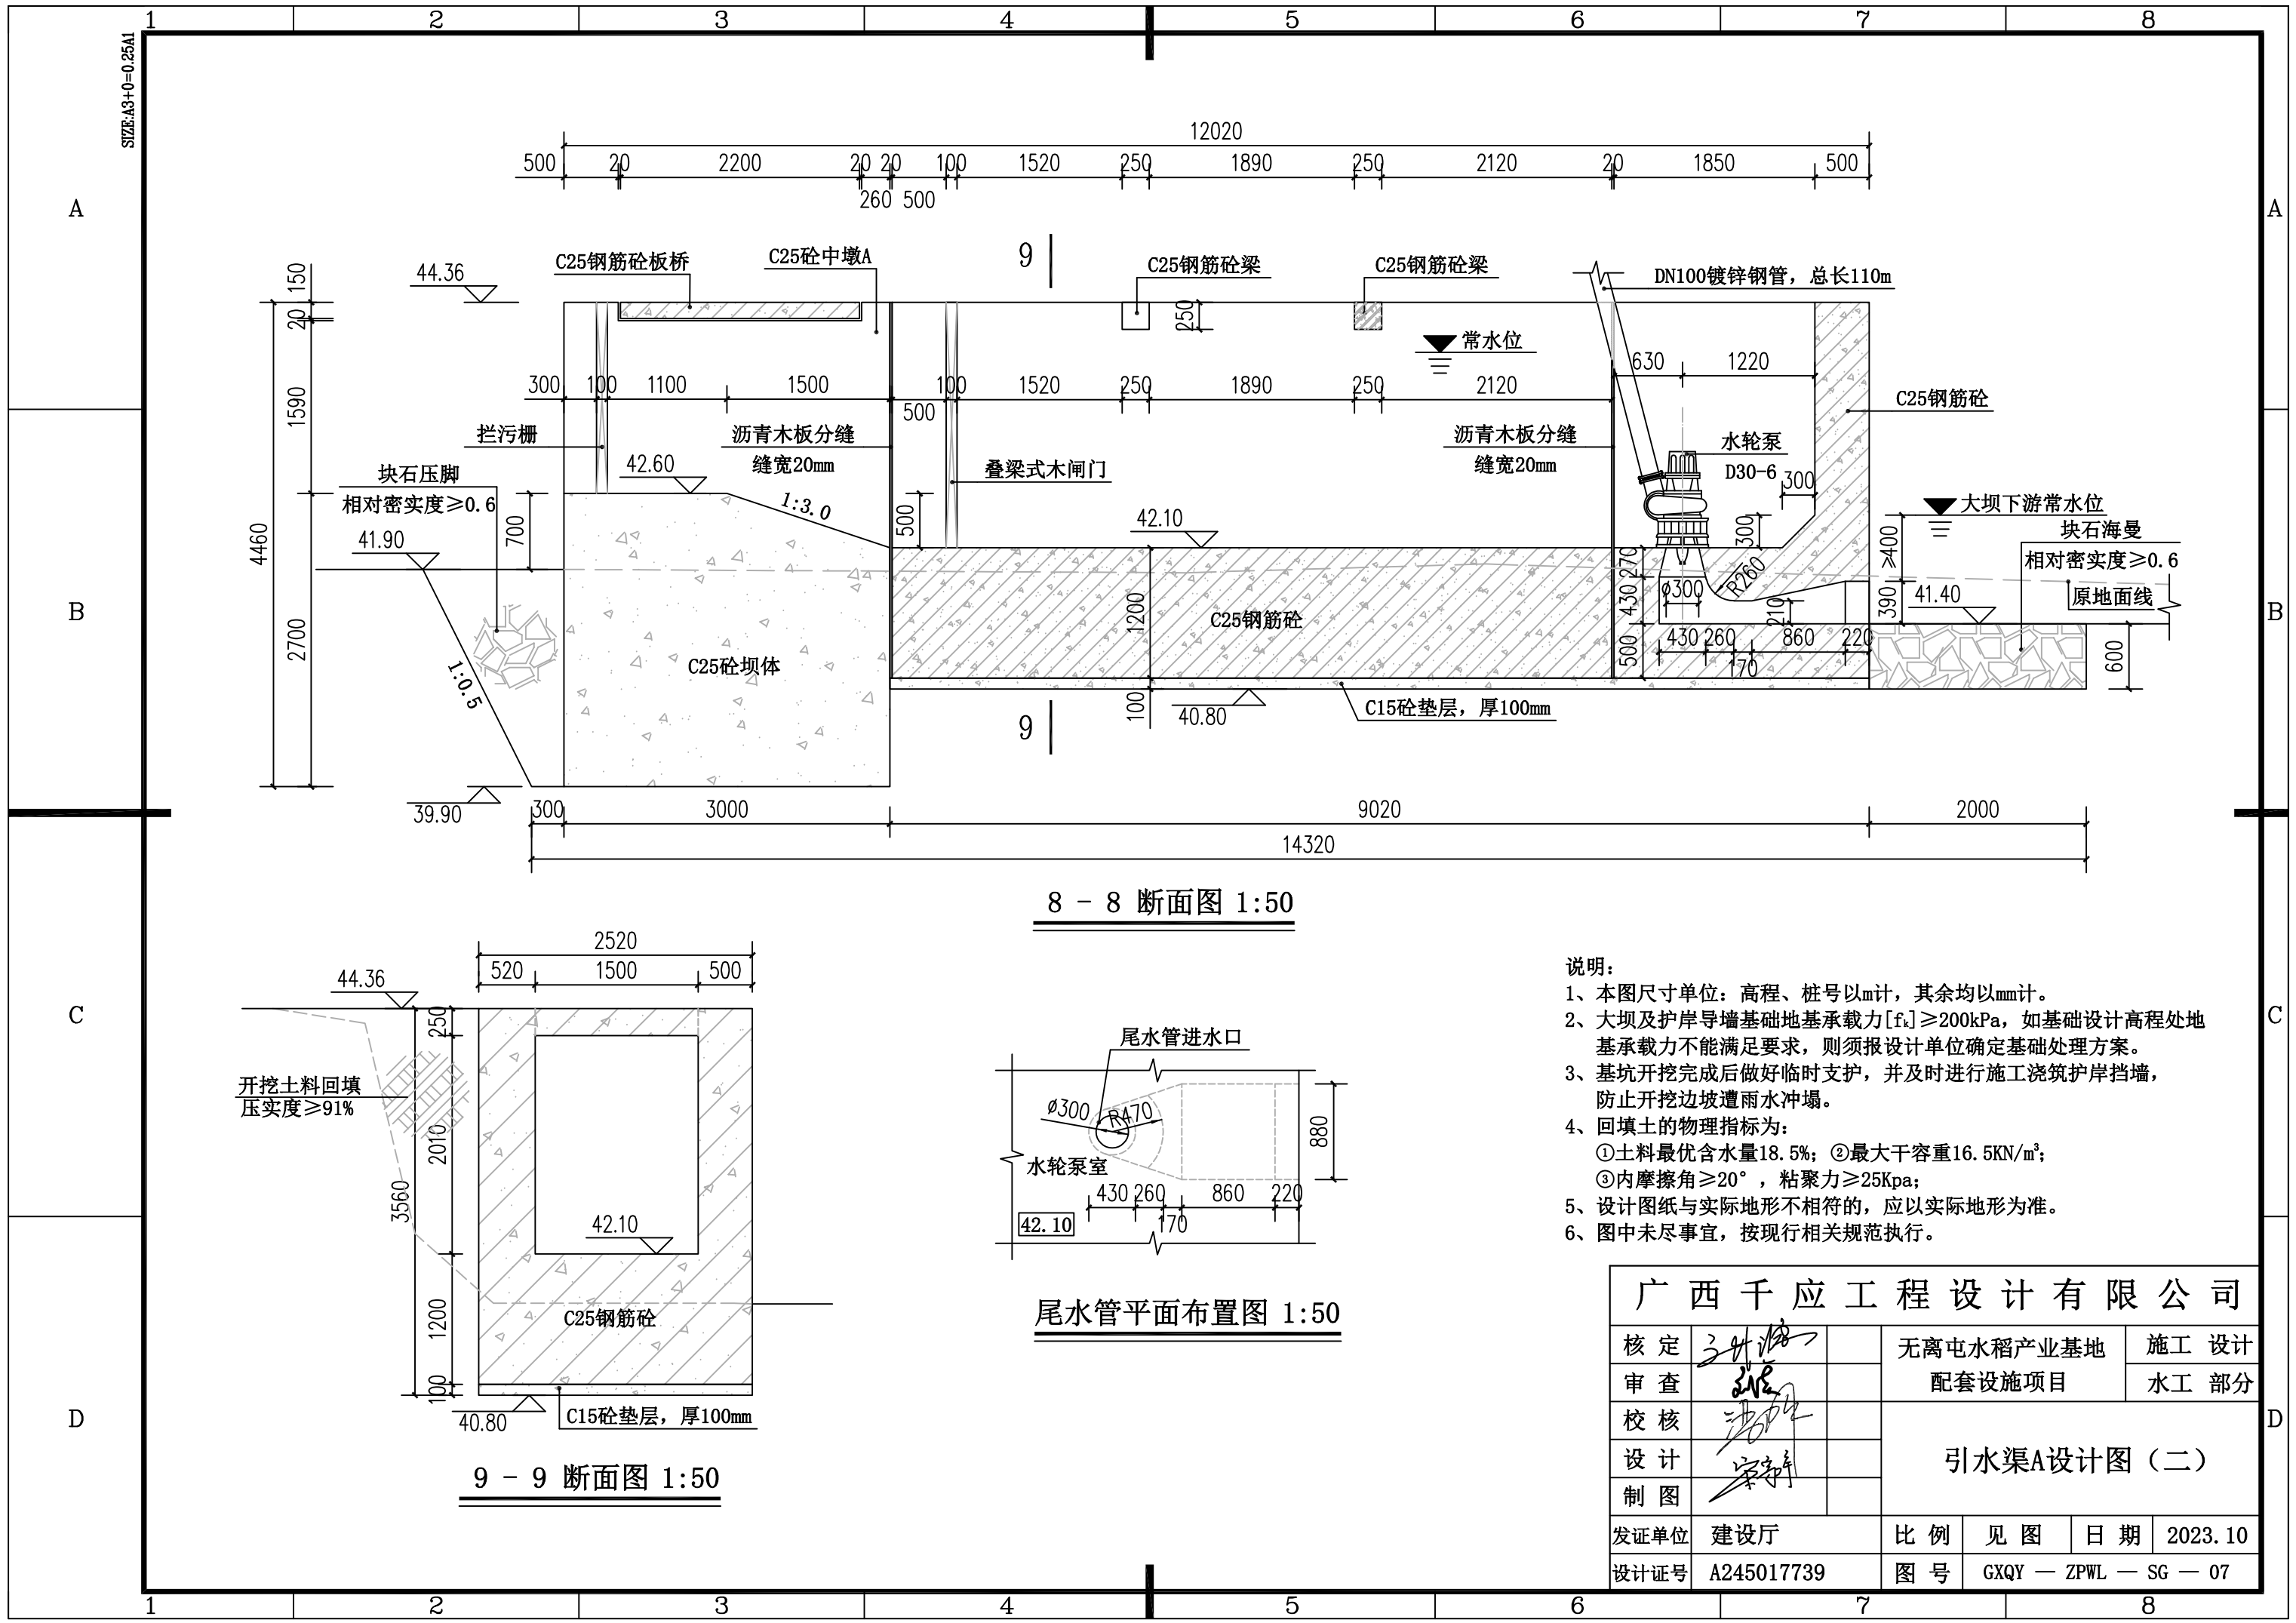 1 2 3 4 5 6 7 8
SIZE:A3+0=0.25A1
A A
B B
C C
D D
12020
500 20 2200 20 20 100 1520 250 1890 250 2120 20 1850 500
260 500
9
44.36
C25钢筋砼板桥
C25砼中墩A
C25钢筋砼梁
C25钢筋砼梁
DN100镀锌钢管，总长110m
150
20
1590
2700
4460
250
常水位
630 1220
300 100 1100 1500 100 1520 250 1890 250 2120
500
C25钢筋砼
拦污栅
沥青木板分缝
缝宽20mm
叠梁式木闸门
沥青木板分缝
缝宽20mm
水轮泵
D30-6
300
300
块石压脚
相对密实度≥0.6
42.60
1:3.0
700
500
41.90
42.10
大坝下游常水位
块石海曼
相对密实度≥0.6
≥400
390
41.40
原地面线
270
430
500
ø300
R260
210
430 260 860 220
170
600
1200
100
C25钢筋砼
C25砼坝体
1:0.5
C15砼垫层，厚100mm
40.80
9
39.90
300 3000 9020 2000
14320
8 - 8 断面图 1:50
2520
520 1500 500
44.36
250
2010
1200
100
3560
开挖土料回填
压实度≥91%
42.10
C25钢筋砼
40.80
C15砼垫层，厚100mm
9 - 9 断面图 1:50
尾水管进水口
ø300
R470
880
水轮泵室
430 260 860 220
170
42.10
尾水管平面布置图 1:50
说明：
1、本图尺寸单位：高程、桩号以m计，其余均以mm计。
2、大坝及护岸导墙基础地基承载力[fₖ]≥200kPa，如基础设计高程处地
基承载力不能满足要求，则须报设计单位确定基础处理方案。
3、基坑开挖完成后做好临时支护，并及时进行施工浇筑护岸挡墙，
防止开挖边坡遭雨水冲塌。
4、回填土的物理指标为：
①土料最优含水量18.5%；②最大干容重16.5KN/m³；
③内摩擦角≥20°，粘聚力≥25Kpa；
5、设计图纸与实际地形不相符的，应以实际地形为准。
6、图中未尽事宜，按现行相关规范执行。
广西千应工程设计有限公司
核 定
审 查
校 核
设 计
制 图
无离屯水稻产业基地
配套设施项目
施工 设计
水工 部分
引水渠A设计图（二）
发证单位 建设厅 比 例 见 图 日 期 2023.10
设计证号 A245017739 图 号 GXQY — ZPWL — SG — 07
1 2 3 4 5 6 7 8